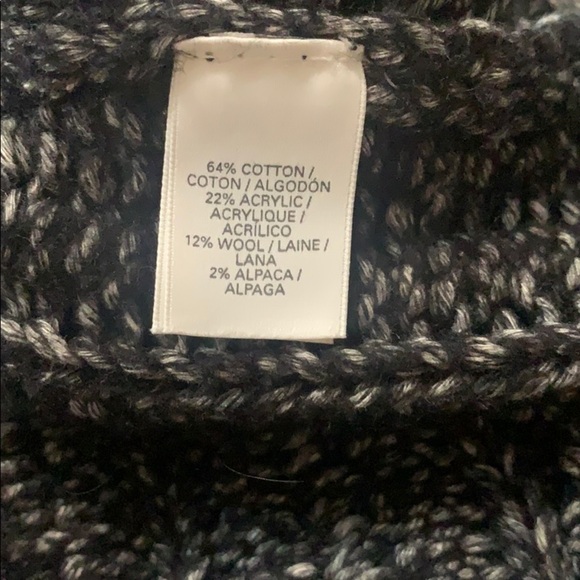 64% COTTON /
COTON / ALGODÓN
22% ACRYLIC /
ACRYLIQUE /
ACRÍLICO
12% WOOL / LAINE /
LANA
2% ALPACA /
ALPAGA